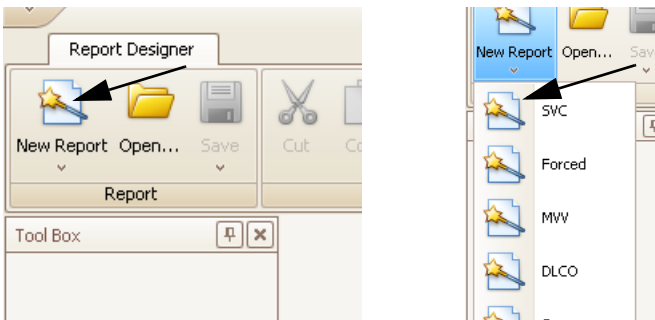 Report Designer
New Report Open... Save Cut
Report
Tool Box
New Report Open...
SVC
Forced
MVV
DLCO